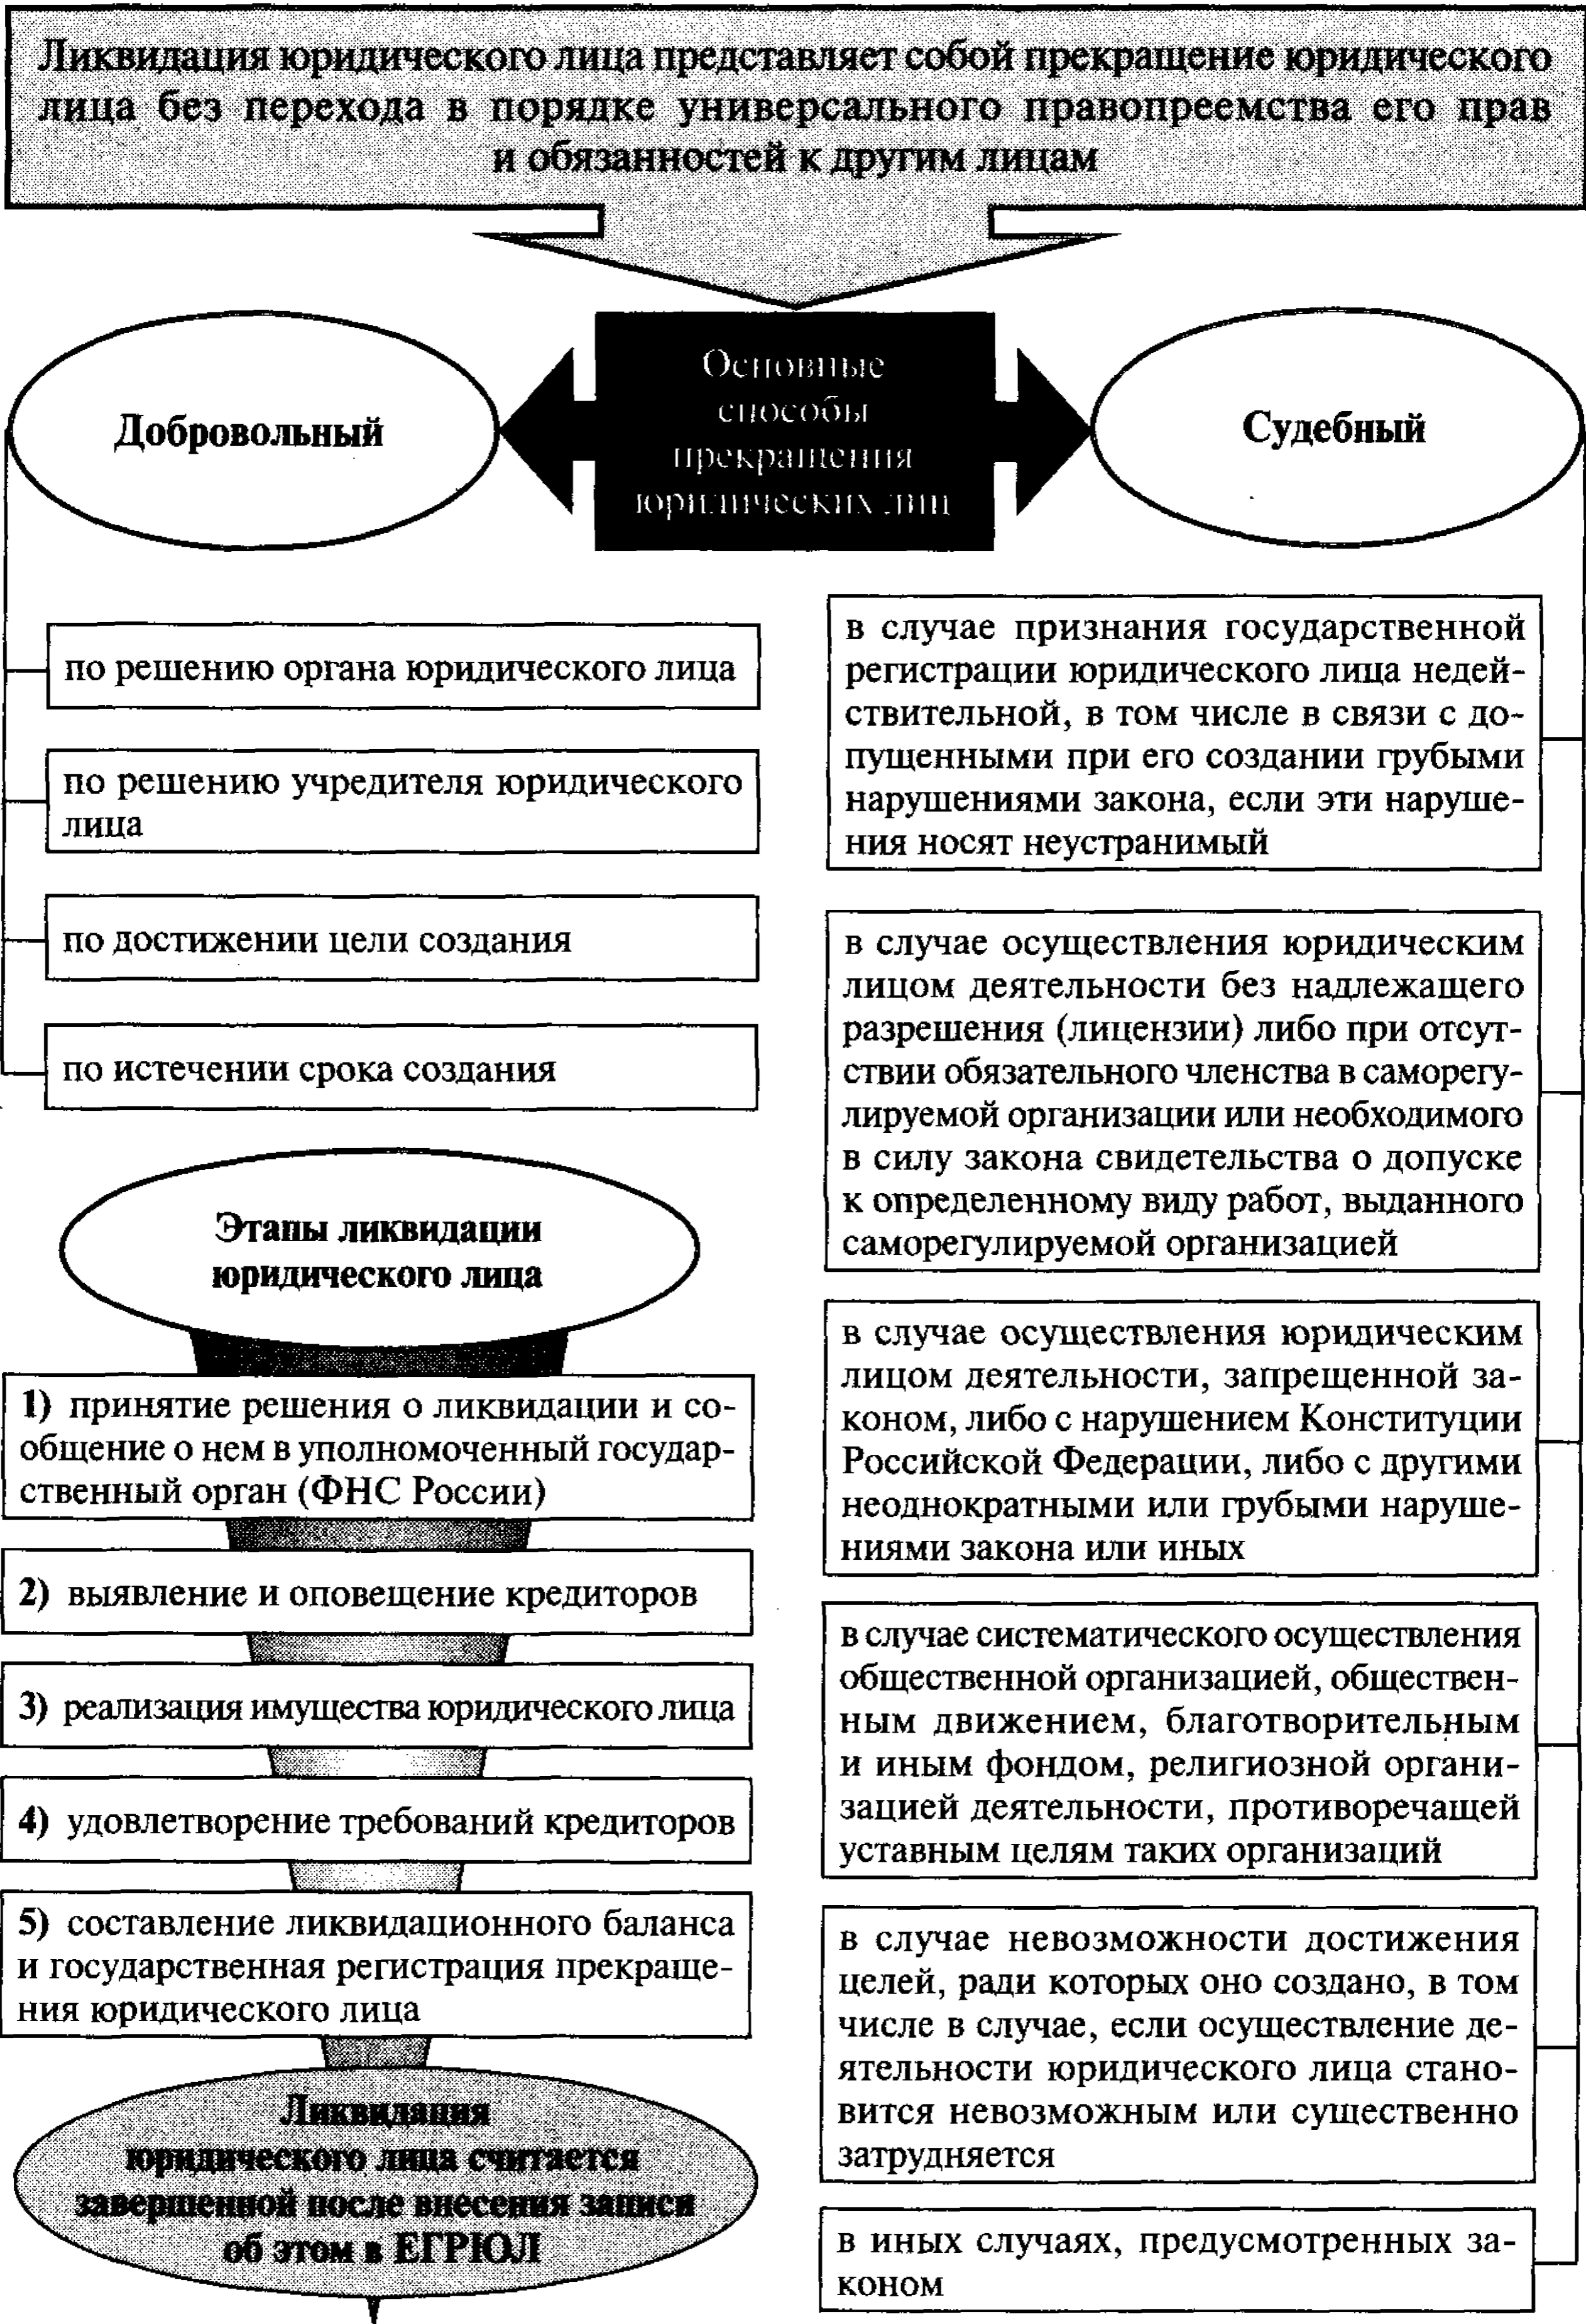 Ликвидация юридического лица представляет собой прекращение юридического
лица без перехода в порядке универсального правопреемства его прав
и обязанностей к другим лицам
Основные
способы
прекращения
юридических лиц
Добровольный
Судебный
по решению органа юридического лица
по решению учредителя юридического
лица
по достижении цели создания
по истечении срока создания
Этапы ликвидации
юридического лица
1) принятие решения о ликвидации и со-
общение о нем в уполномоченный государ-
ственный орган (ФНС России)
2) выявление и оповещение кредиторов
3) реализация имущества юридического лица
4) удовлетворение требований кредиторов
5) составление ликвидационного баланса
и государственная регистрация прекраще-
ния юридического лица
Ликвидация
юридического лица считается
завершенной после внесения записи
об этом в ЕГРЮЛ
в случае признания государственной
регистрации юридического лица недей-
ствительной, в том числе в связи с до-
пущенными при его создании грубыми
нарушениями закона, если эти наруше-
ния носят неустранимый
в случае осуществления юридическим
лицом деятельности без надлежащего
разрешения (лицензии) либо при отсут-
ствии обязательного членства в саморегу-
лируемой организации или необходимого
в силу закона свидетельства о допуске
к определенному виду работ, выданного
саморегулируемой организацией
в случае осуществления юридическим
лицом деятельности, запрещенной за-
коном, либо с нарушением Конституции
Российской Федерации, либо с другими
неоднократными или грубыми наруше-
ниями закона или иных
в случае систематического осуществления
общественной организацией, обществен-
ным движением, благотворительным
и иным фондом, религиозной органи-
зацией деятельности, противоречащей
уставным целям таких организаций
в случае невозможности достижения
целей, ради которых оно создано, в том
числе в случае, если осуществление де-
ятельности юридического лица стано-
вится невозможным или существенно
затрудняется
в иных случаях, предусмотренных за-
коном